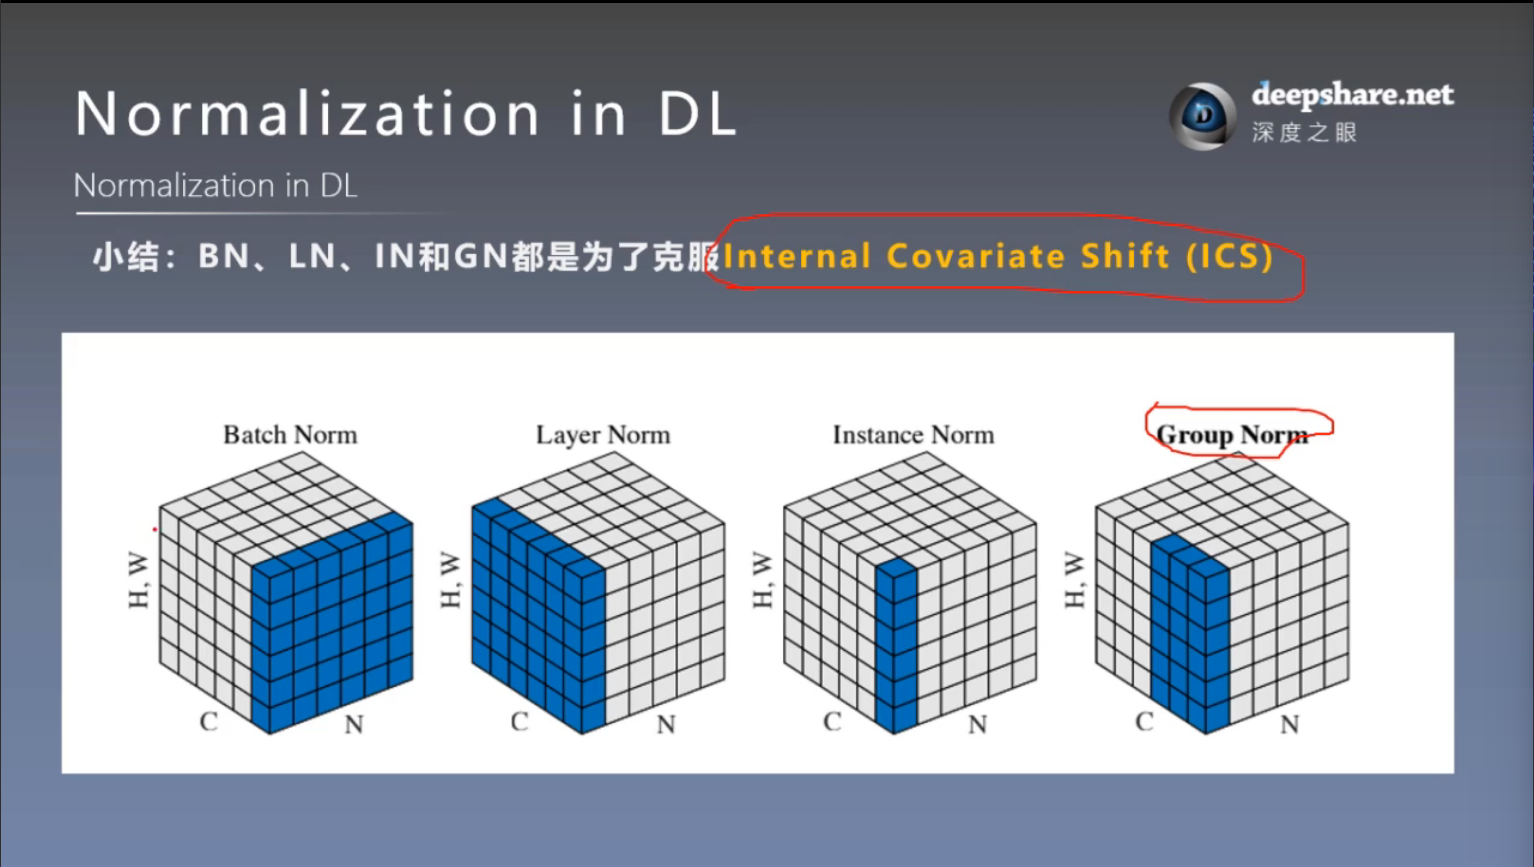 Normalization in DL
deepshare.net
深度之眼
Normalization in DL
小结：BN、LN、IN和GN都是为了克服Internal Covariate Shift (ICS)
Batch Norm
Layer Norm
Instance Norm
Group Norm
H, W
H, W
H, W
H, W
C
N
C
N
C
N
C
N